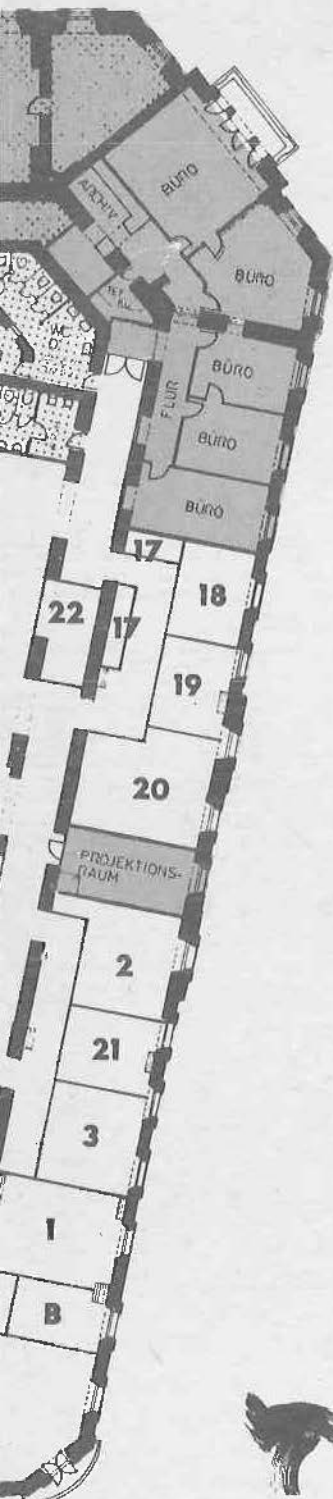 BÜRO
ARCHIV
BÜRO
WC
BÜRO
FLUR
BÜRO
BÜRO
17
18
22
17
19
20
PROJEKTIONS-
RAUM
2
21
3
1
B